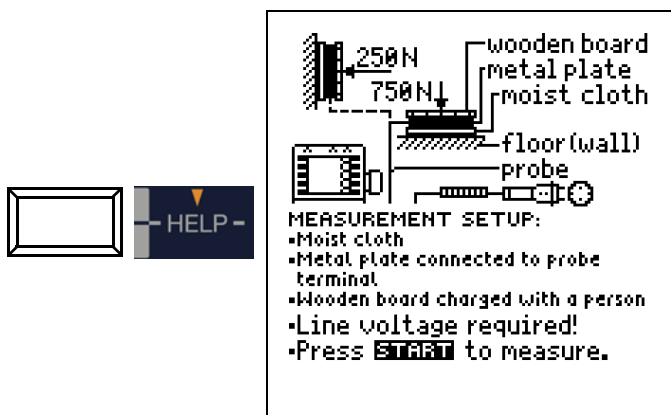 250N
750N
wooden board
metal plate
moist cloth
floor(wall)
probe
- HELP -
MEASUREMENT SETUP:
▪Moist cloth
▪Metal plate connected to probe
terminal
▪Wooden board charged with a person
▪Line voltage required!
▪Press START to measure.